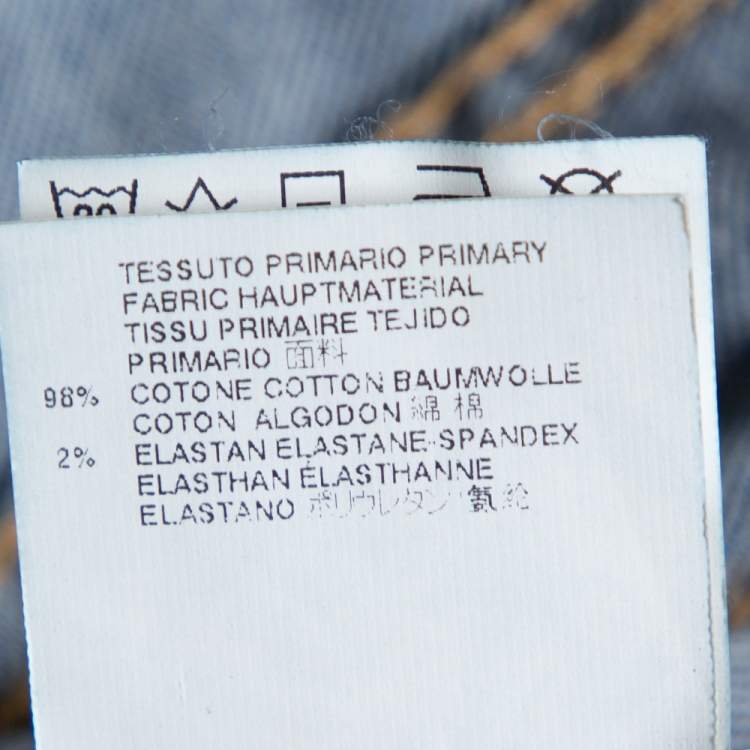 TESSUTO PRIMARIO PRIMARY
FABRIC HAUPTMATERIAL
TISSU PRIMAIRE TEJIDO
PRIMARIO 面料
98% COTONE COTTON BAUMWOLLE
COTON ALGODON 綿 棉
2% ELASTAN ELASTANE-SPANDEX
ELASTHAN ÉLASTHANNE
ELASTANO ポリウレタン 氨纶